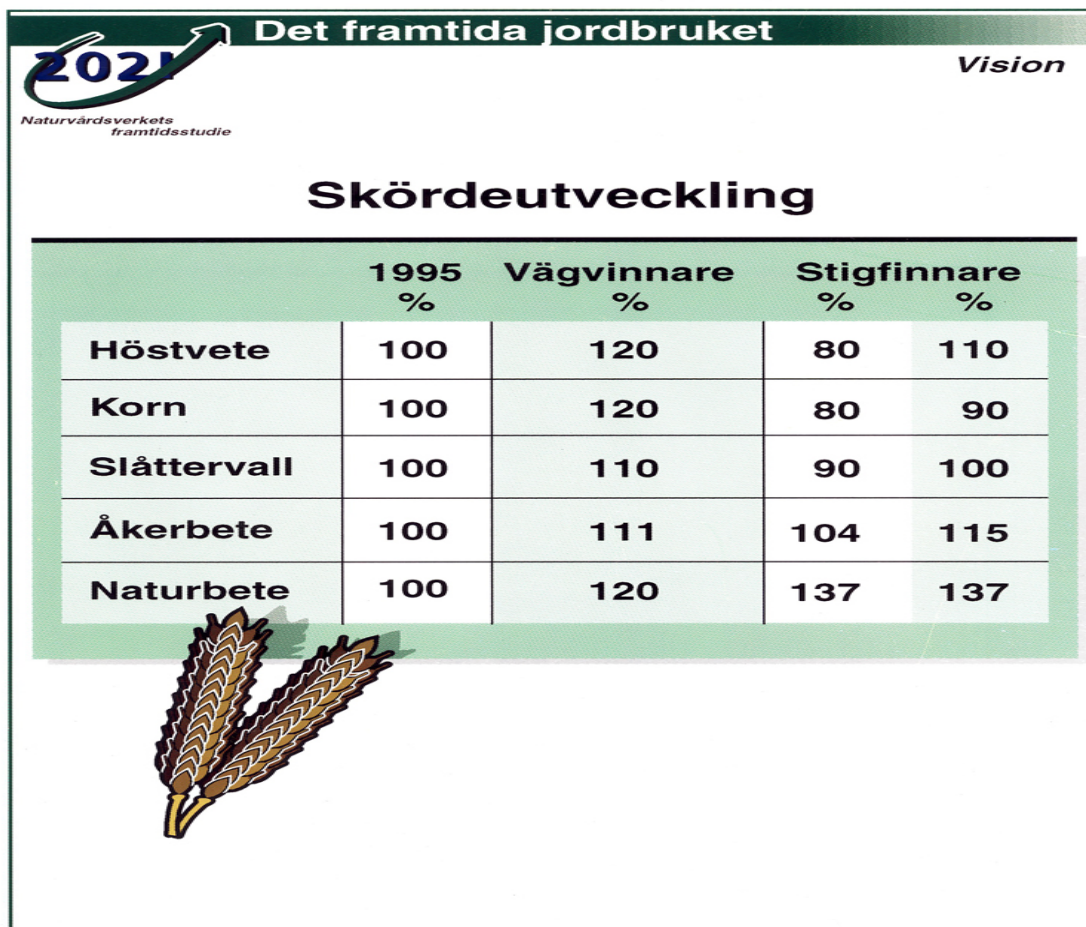 Det framtida jordbruket
2021
Vision
Naturvårdsverkets
framtidsstudie
Skördeutveckling
1995 Vägvinnare Stigfinnare
% % % %
Höstvete 100 120 80 110
Korn 100 120 80 90
Slåttervall 100 110 90 100
Åkerbete 100 111 104 115
Naturbete 100 120 137 137